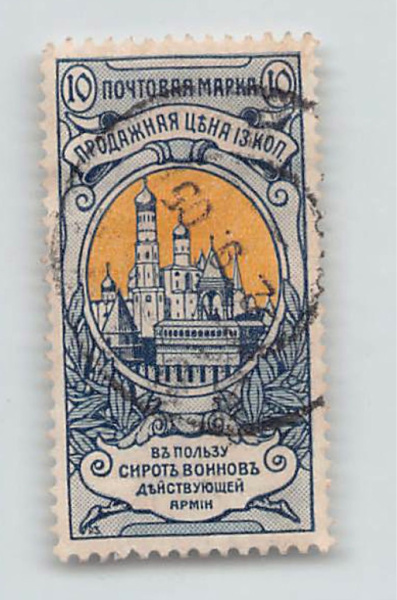 10 ПОЧТОВАЯ МАРКА 10
ПРОДАЖНАЯ ЦѢНА 13 КОП
ВЪ ПОЛЬЗУ
СИРОТЪ ВОИНОВЪ
ДѢЙСТВУЮЩЕЙ
АРМІИ